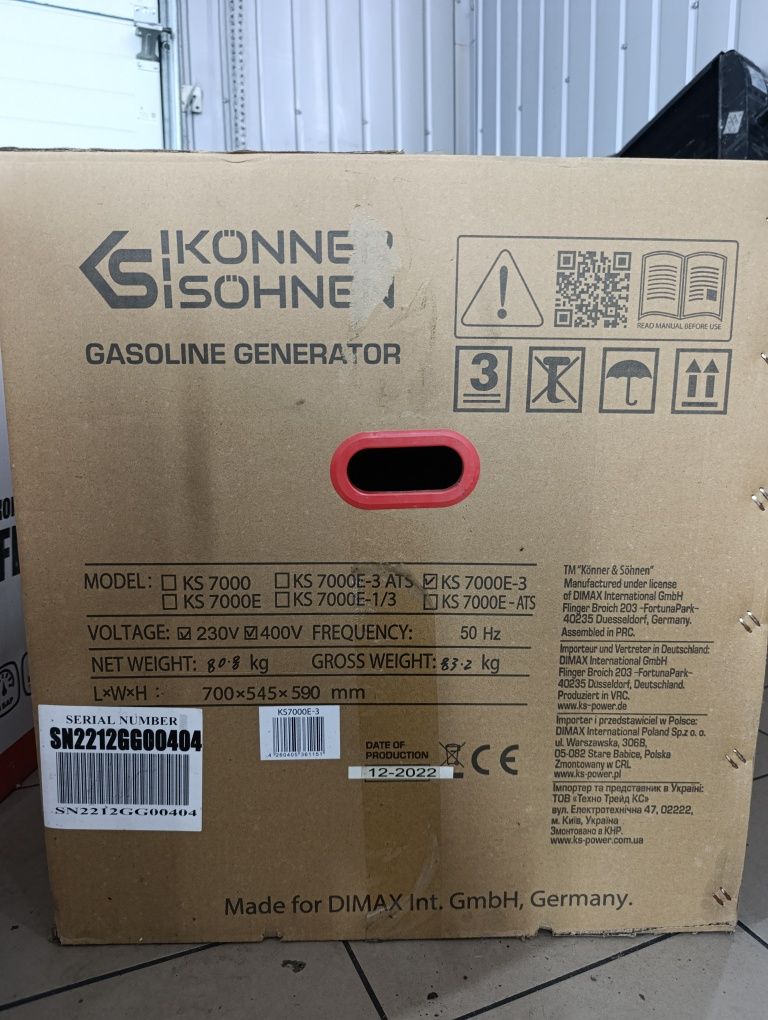 KS KÖNNER
SÖHNEN
GASOLINE GENERATOR
READ MANUAL BEFORE USE
3
MODEL: KS 7000 KS 7000E-3 ATS KS 7000E-3
KS 7000E KS 7000E-1/3 KS 7000E-ATS
VOLTAGE: 230V 400V FREQUENCY: 50 Hz
NET WEIGHT: 80.8 kg GROSS WEIGHT: 83.2 kg
L×W×H : 700×545×590 mm
SERIAL NUMBER
SN2212GG00404
SN2212GG00404
KS7000E-3
DATE OF
PRODUCTION
12-2022
CE
TM "Könner & Söhnen"
Manufactured under license
of DIMAX International GmbH
Flinger Broich 203 -FortunaPark-
40235 Duesseldorf, Germany.
Assembled in PRC.
Importeur und Vertreter in Deutschland:
DIMAX International GmbH
Flinger Broich 203 -FortunaPark-
40235 Düsseldorf, Deutschland.
Produziert in VRC.
www.ks-power.de
Importer i przedstawiciel w Polsce:
DIMAX International Poland Sp.z o. o.
ul. Warszawska, 306B,
05-082 Stare Babice, Polska
Zmontowany w CRL
www.ks-power.pl
Імпортер та представник в Україні:
ТОВ «Техно Трейд КС»
вул. Електротехнічна 47, 02222,
м. Київ, Україна
Змонтовано в КНР.
www.ks-power.com.ua
Made for DIMAX Int. GmbH, Germany.